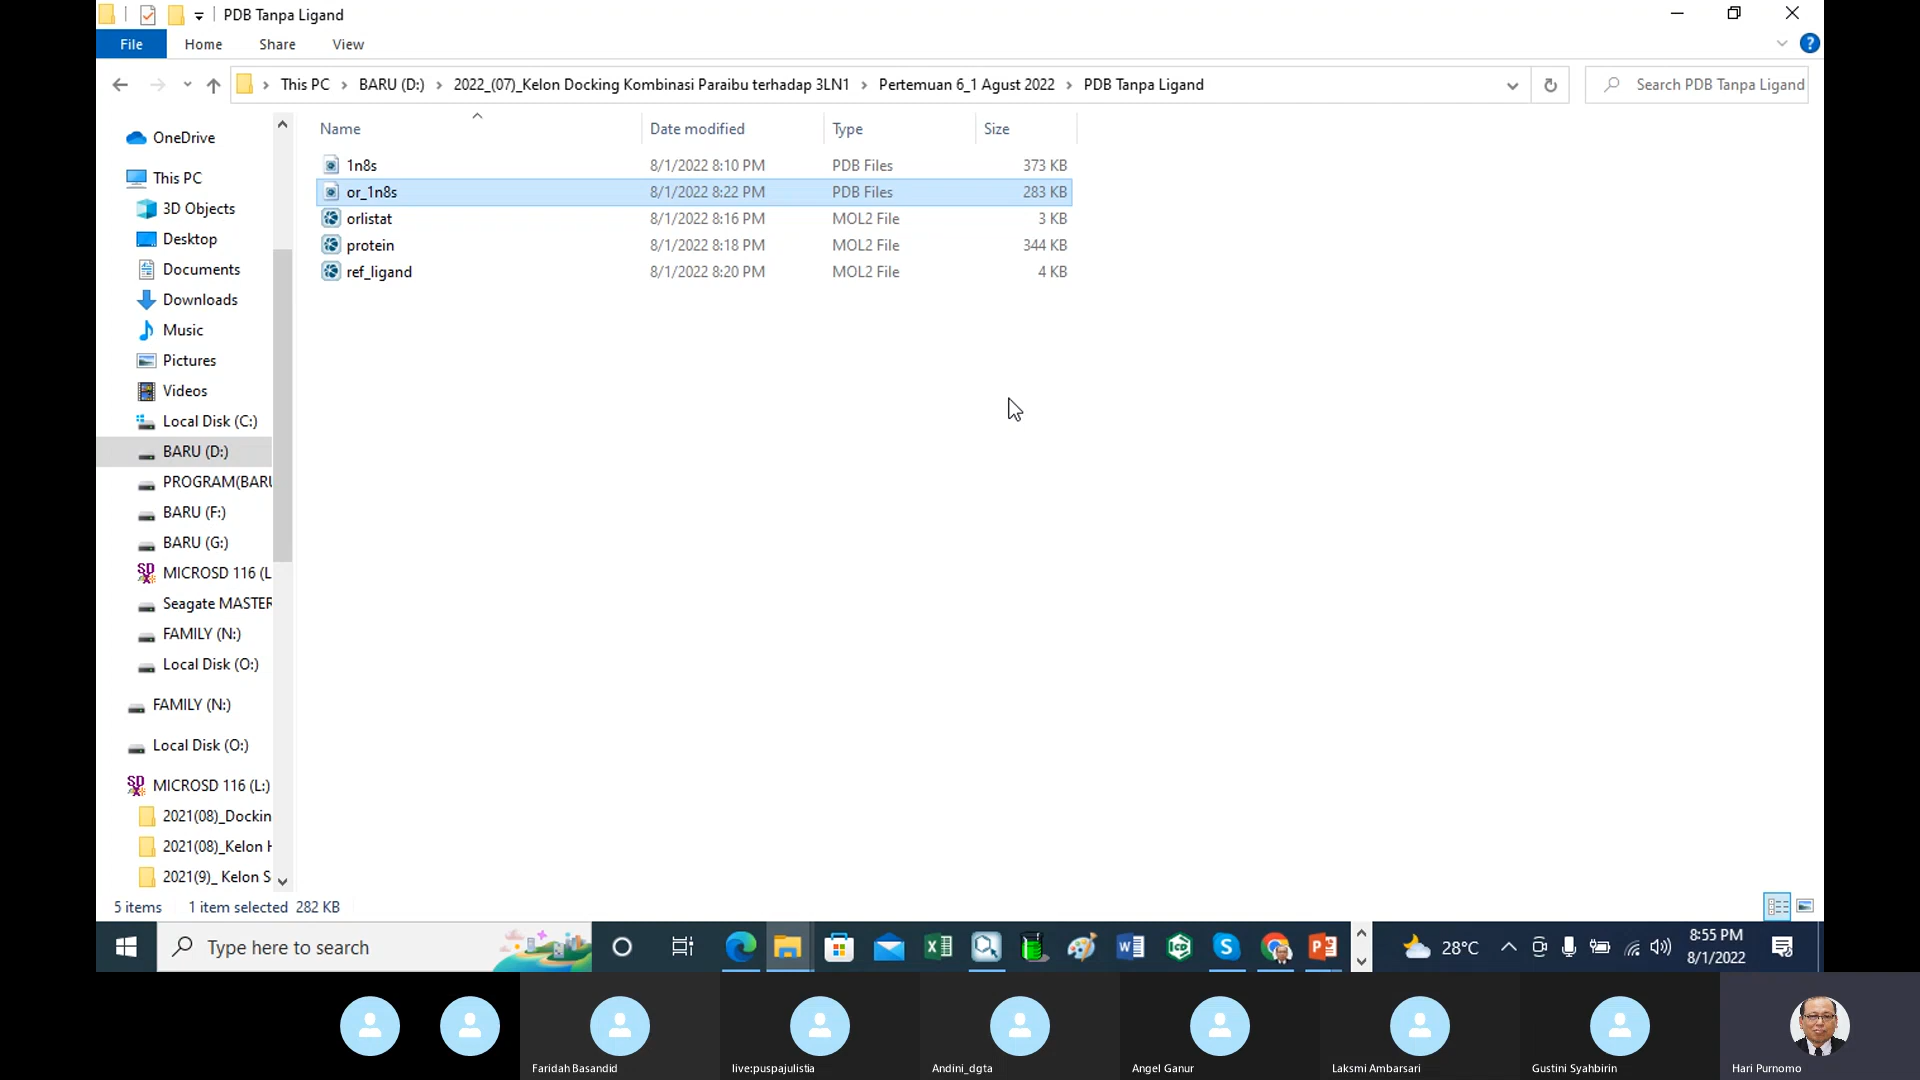 PDB Tanpa Ligand
File Home Share View
This PC BARU (D:) 2022_(07)_Kelon Docking Kombinasi Paraibu terhadap 3LN1 Pertemuan 6_1 Agust 2022 PDB Tanpa Ligand
Search PDB Tanpa Ligand
Name Date modified Type Size
1n8s 8/1/2022 8:10 PM PDB Files 373 KB
or_1n8s 8/1/2022 8:22 PM PDB Files 283 KB
orlistat 8/1/2022 8:16 PM MOL2 File 3 KB
protein 8/1/2022 8:18 PM MOL2 File 344 KB
ref_ligand 8/1/2022 8:20 PM MOL2 File 4 KB
OneDrive
This PC
3D Objects
Desktop
Documents
Downloads
Music
Pictures
Videos
Local Disk (C:)
BARU (D:)
PROGRAM(BARU
BARU (F:)
BARU (G:)
MICROSD 116 (L
Seagate MASTER
FAMILY (N:)
Local Disk (O:)
FAMILY (N:)
Local Disk (O:)
MICROSD 116 (L:)
2021(08)_Dockin
2021(08)_Kelon H
2021(9)_ Kelon S
5 items 1 item selected 282 KB
Type here to search
28°C
8:55 PM
8/1/2022
Faridah Basandid
live:puspajulistia
Andini_dgta
Angel Ganur
Laksmi Ambarsari
Gustini Syahbirin
Hari Purnomo